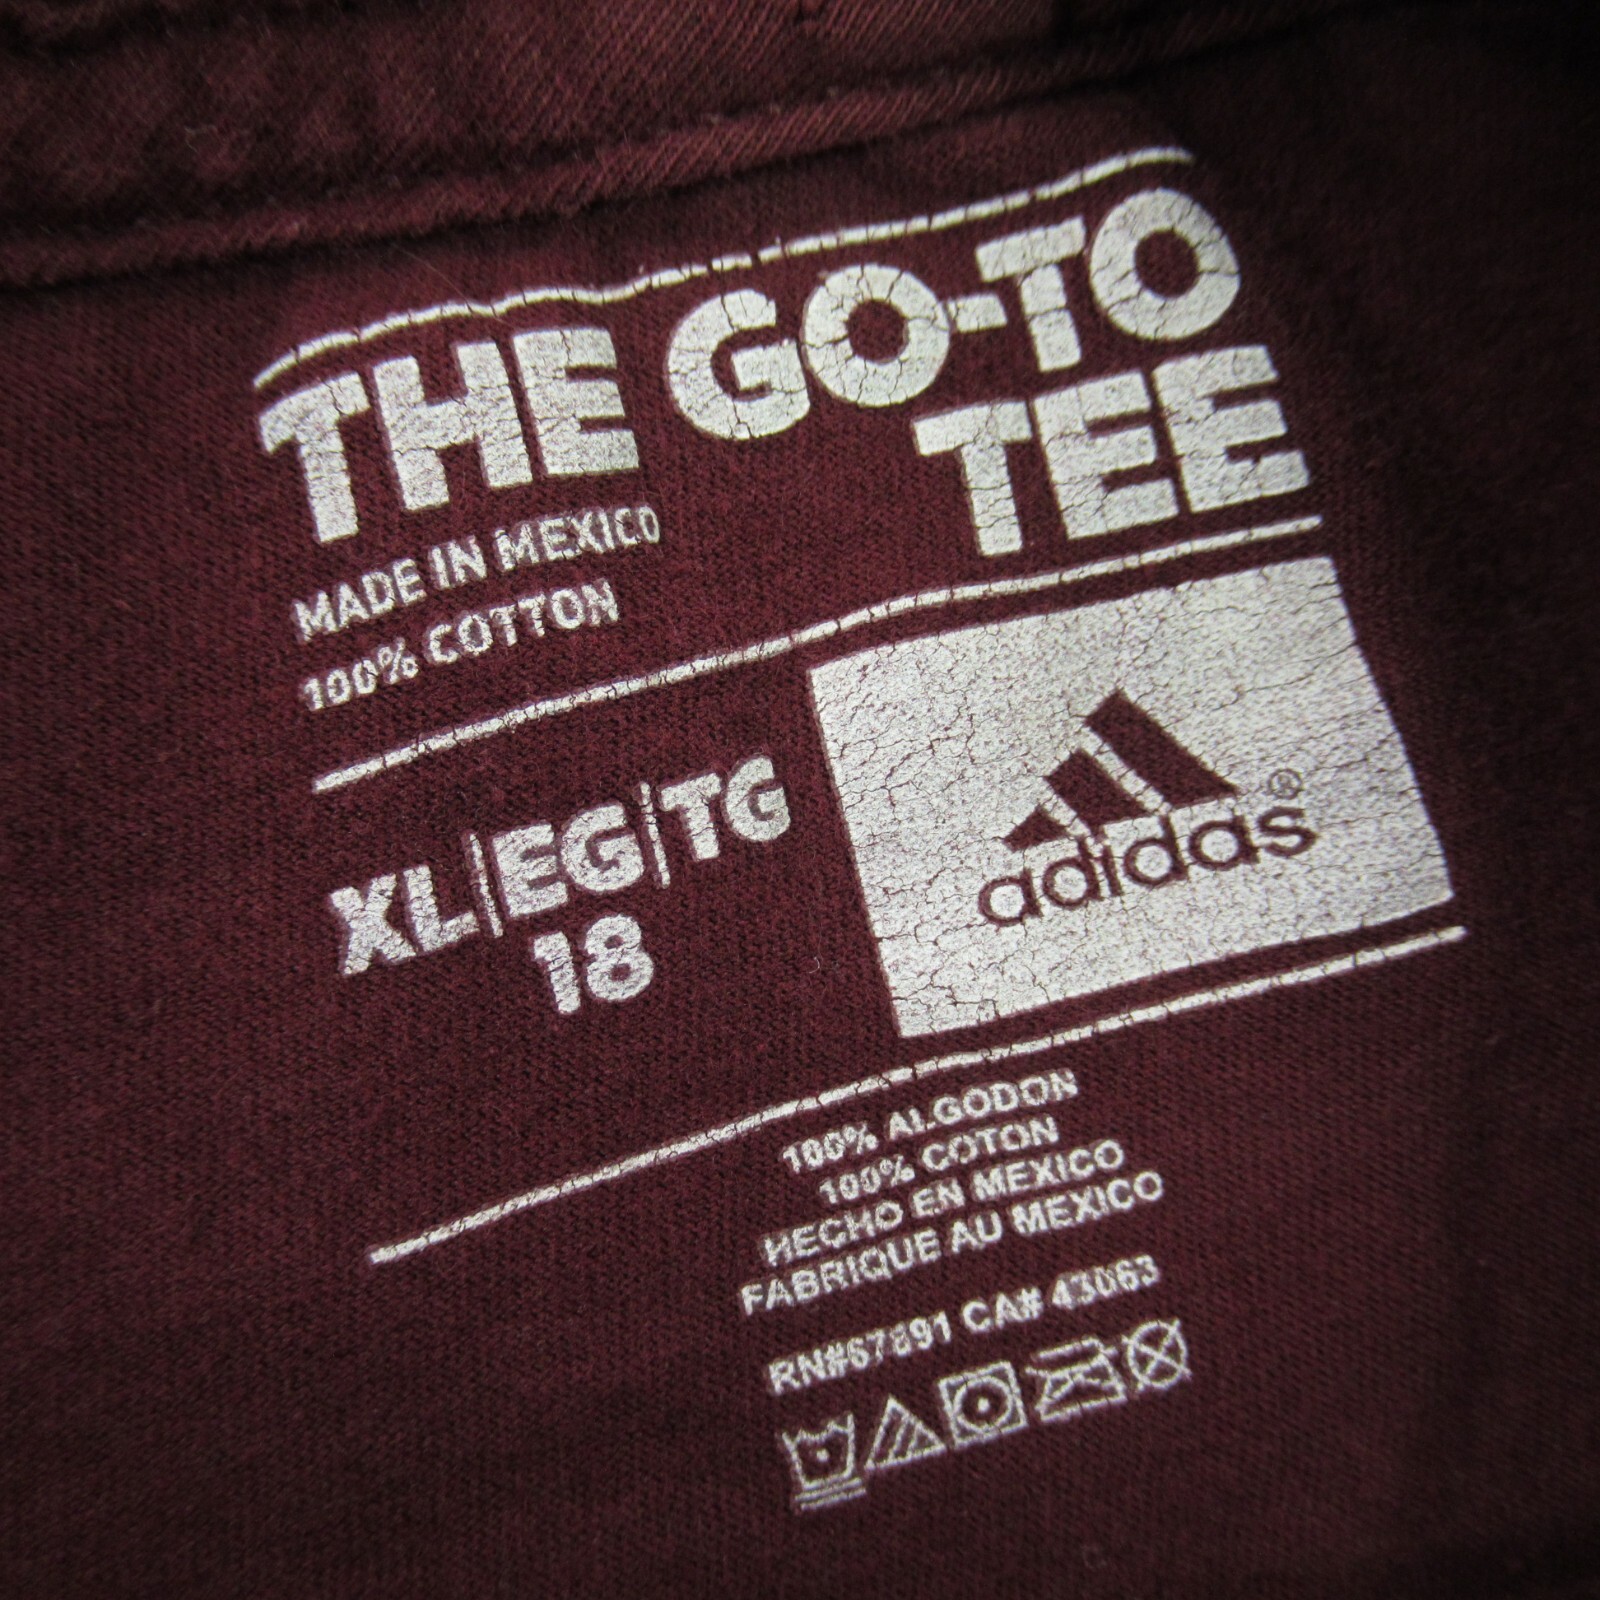 THE GO-TO
TEE
MADE IN MEXICO
100% COTTON
XL|EG|TG
18
adidas®
100% ALGODON
100% COTON
HECHO EN MEXICO
FABRIQUE AU MEXICO
RN#67891 CA# 43063